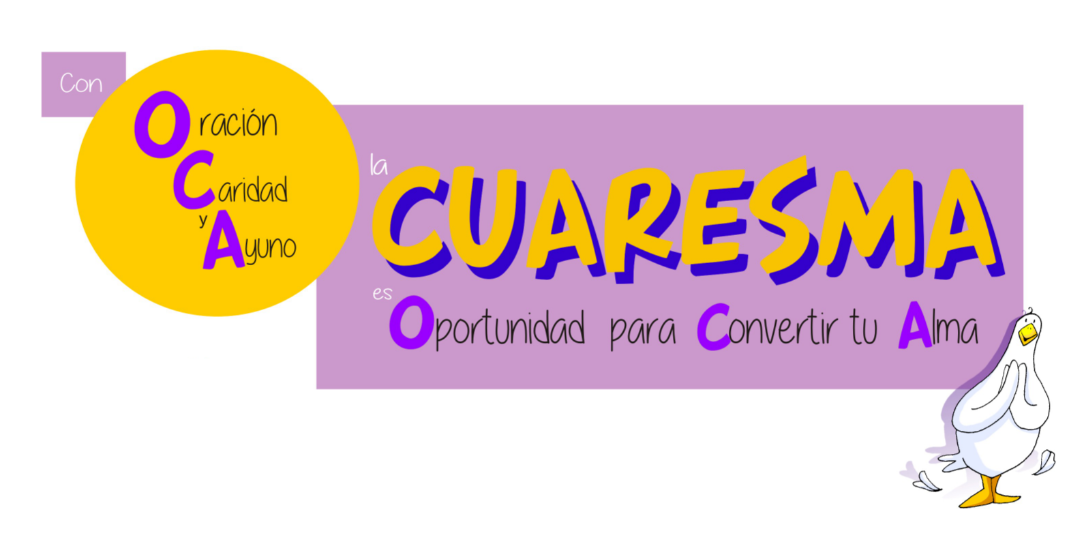 Con
Oración
Caridad
y
Ayuno
la
CUARESMA
es
Oportunidad para Convertir tu Alma